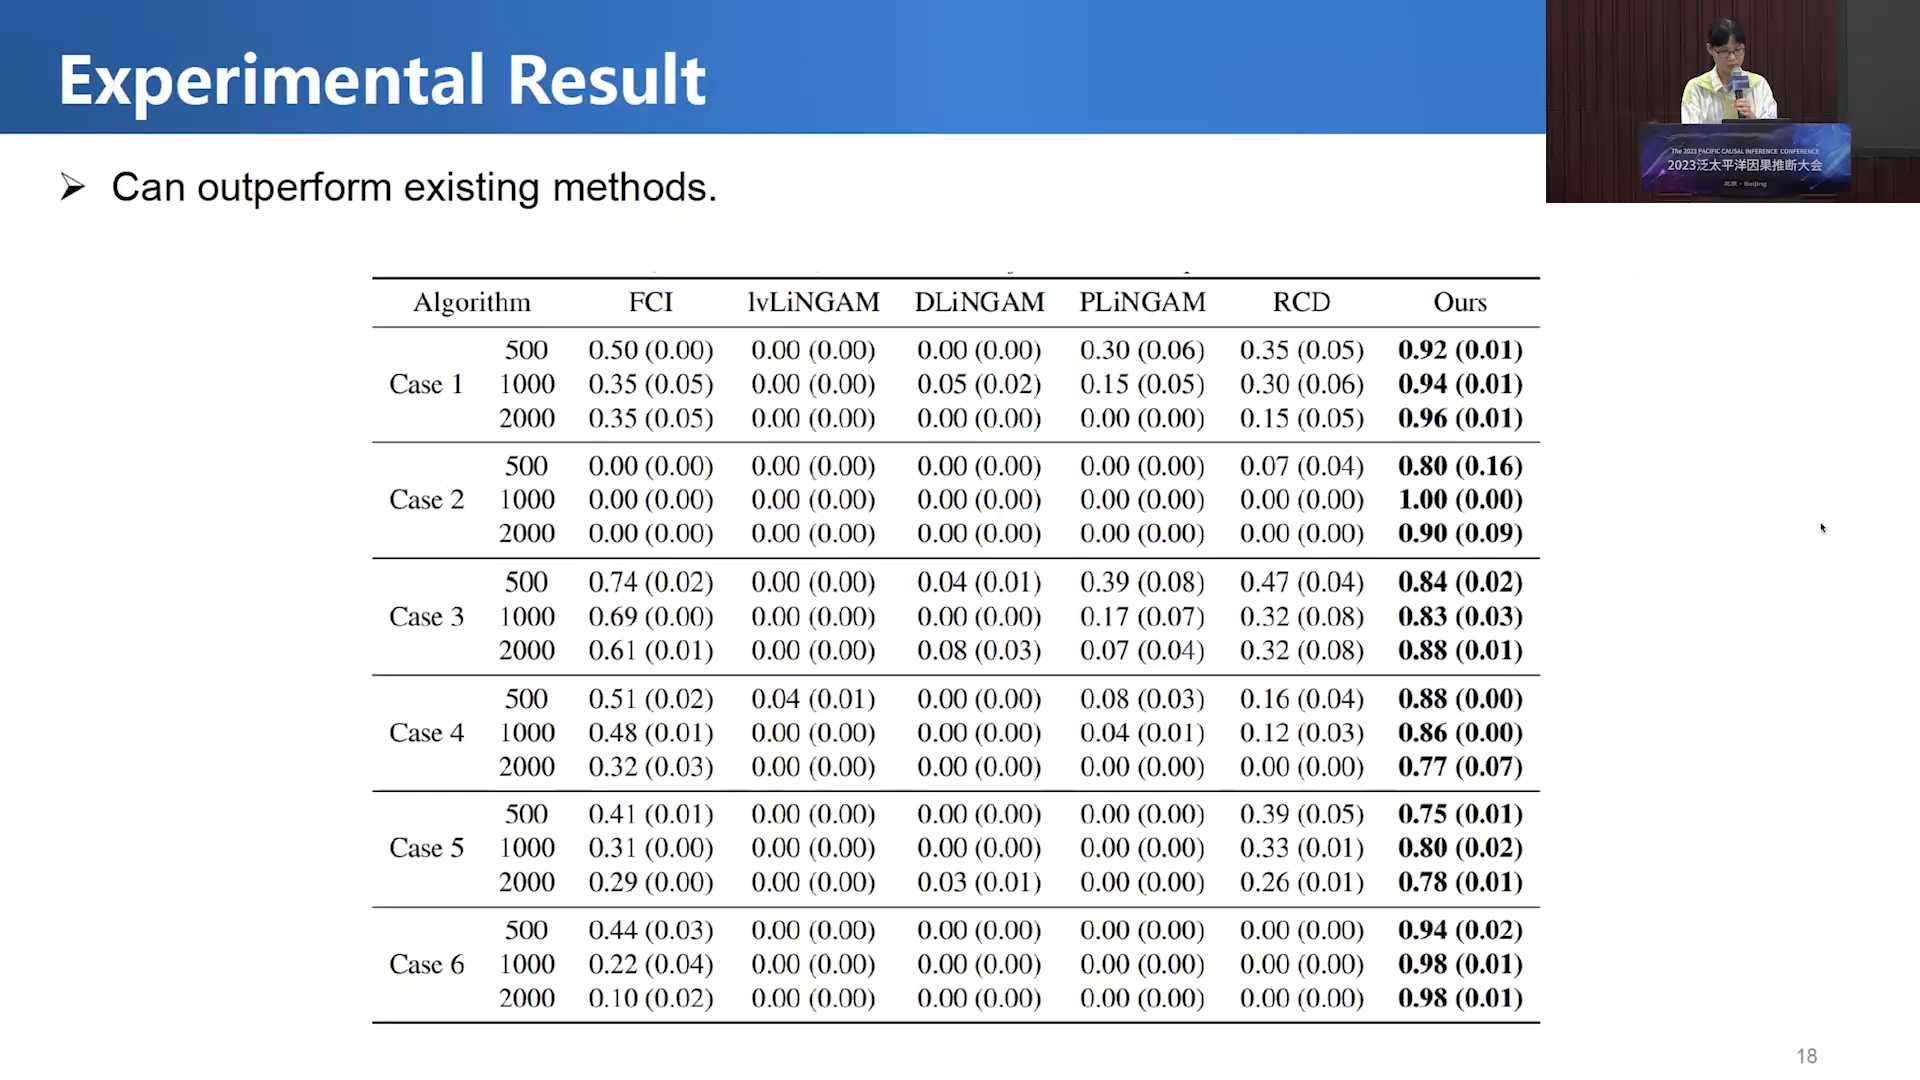 Experimental Result
The 2023 PACIFIC CAUSAL INFERENCE CONFERENCE
2023泛太平洋因果推断大会
北京·Beijing
➤ Can outperform existing methods.
Algorithm FCI lvLiNGAM DLiNGAM PLiNGAM RCD Ours
500 0.50 (0.00) 0.00 (0.00) 0.00 (0.00) 0.30 (0.06) 0.35 (0.05) 0.92 (0.01)
Case 1 1000 0.35 (0.05) 0.00 (0.00) 0.05 (0.02) 0.15 (0.05) 0.30 (0.06) 0.94 (0.01)
2000 0.35 (0.05) 0.00 (0.00) 0.00 (0.00) 0.00 (0.00) 0.15 (0.05) 0.96 (0.01)
500 0.00 (0.00) 0.00 (0.00) 0.00 (0.00) 0.00 (0.00) 0.07 (0.04) 0.80 (0.16)
Case 2 1000 0.00 (0.00) 0.00 (0.00) 0.00 (0.00) 0.00 (0.00) 0.00 (0.00) 1.00 (0.00)
2000 0.00 (0.00) 0.00 (0.00) 0.00 (0.00) 0.00 (0.00) 0.00 (0.00) 0.90 (0.09)
500 0.74 (0.02) 0.00 (0.00) 0.04 (0.01) 0.39 (0.08) 0.47 (0.04) 0.84 (0.02)
Case 3 1000 0.69 (0.00) 0.00 (0.00) 0.00 (0.00) 0.17 (0.07) 0.32 (0.08) 0.83 (0.03)
2000 0.61 (0.01) 0.00 (0.00) 0.08 (0.03) 0.07 (0.04) 0.32 (0.08) 0.88 (0.01)
500 0.51 (0.02) 0.04 (0.01) 0.00 (0.00) 0.08 (0.03) 0.16 (0.04) 0.88 (0.00)
Case 4 1000 0.48 (0.01) 0.00 (0.00) 0.00 (0.00) 0.04 (0.01) 0.12 (0.03) 0.86 (0.00)
2000 0.32 (0.03) 0.00 (0.00) 0.00 (0.00) 0.00 (0.00) 0.00 (0.00) 0.77 (0.07)
500 0.41 (0.01) 0.00 (0.00) 0.00 (0.00) 0.00 (0.00) 0.39 (0.05) 0.75 (0.01)
Case 5 1000 0.31 (0.00) 0.00 (0.00) 0.00 (0.00) 0.00 (0.00) 0.33 (0.01) 0.80 (0.02)
2000 0.29 (0.00) 0.00 (0.00) 0.03 (0.01) 0.00 (0.00) 0.26 (0.01) 0.78 (0.01)
500 0.44 (0.03) 0.00 (0.00) 0.00 (0.00) 0.00 (0.00) 0.00 (0.00) 0.94 (0.02)
Case 6 1000 0.22 (0.04) 0.00 (0.00) 0.00 (0.00) 0.00 (0.00) 0.00 (0.00) 0.98 (0.01)
2000 0.10 (0.02) 0.00 (0.00) 0.00 (0.00) 0.00 (0.00) 0.00 (0.00) 0.98 (0.01)
18